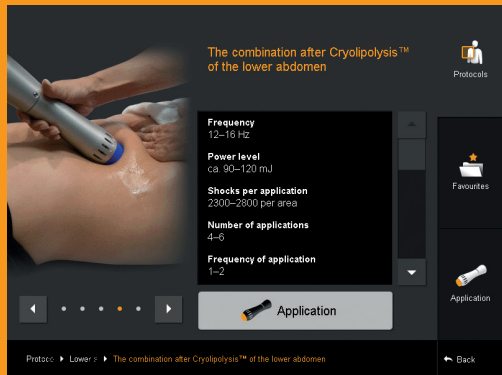 The combination after Cryolipolysis™
of the lower abdomen
Protocols
Frequency
12–16 Hz
Power level
ca. 90–120 mJ
Shocks per application
2300–2800 per area
Number of applications
4–6
Frequency of application
1–2
Favourites
Application
Application
Protoco
Lower
The combination after Cryolipolysis™ of the lower abdomen
Back